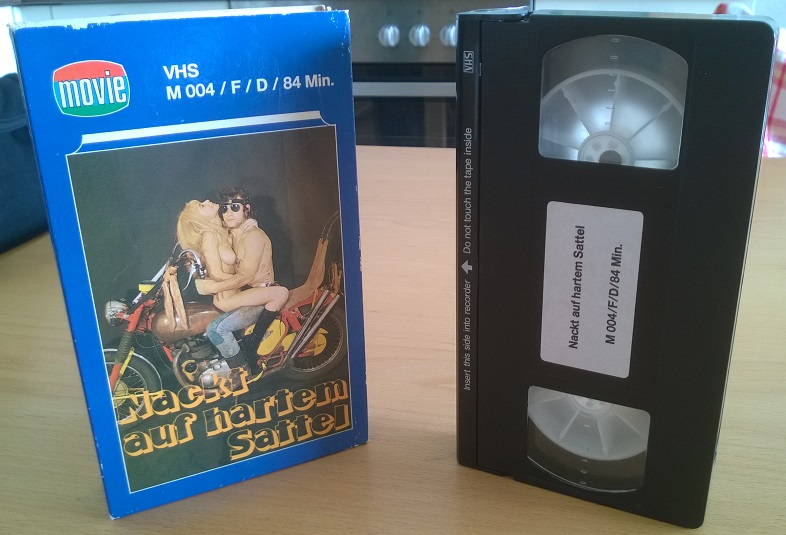 movie
VHS
M 004 / F / D / 84 Min.
Nackt
auf hartem
Sattel
VHS
Insert this side into recorder Do not touch the tape inside
Nackt auf hartem Sattel
M 004/F/D/84 Min.